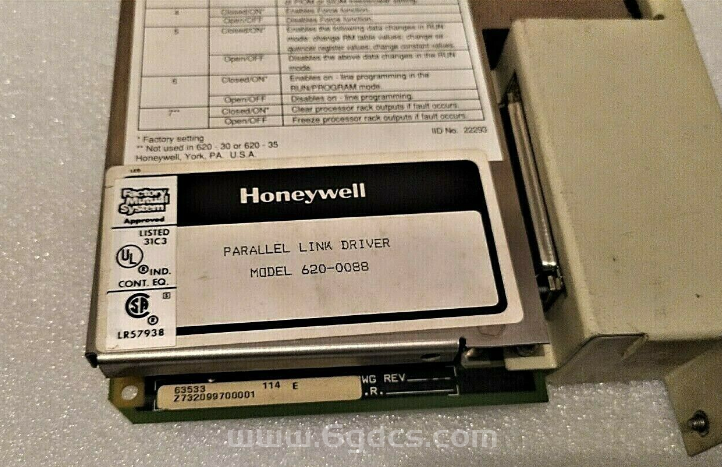 Closed/ON* Enables Force function.
Open/OFF Disables Force function.
5 Closed/ON* Enables the following data changes in RUN
mode: change RM table values; change se-
quencer register values; change constant values.
Open/OFF Disables the above data changes in the RUN
mode.
6 Closed/ON* Enables on - line programming in the
RUN/PROGRAM mode.
Open/OFF Disables on - line programming.
7** Closed/ON* Clear processor rack outputs if fault occurs.
Open/OFF Freeze processor rack outputs if fault occurs.
* Factory setting
** Not used in 620 - 30 or 620 - 35
Honeywell, York, PA. U.S.A.
IID No. 22293
Factory
Mutual
System
Approved
LISTED
31C3
UL
® IND.
CONT. EQ.
SA
®
LR57938
Honeywell
PARALLEL LINK DRIVER
MODEL 620-0088
63533 114 E
Z732099700001
WG REV
.R.
www.6gdcs.com